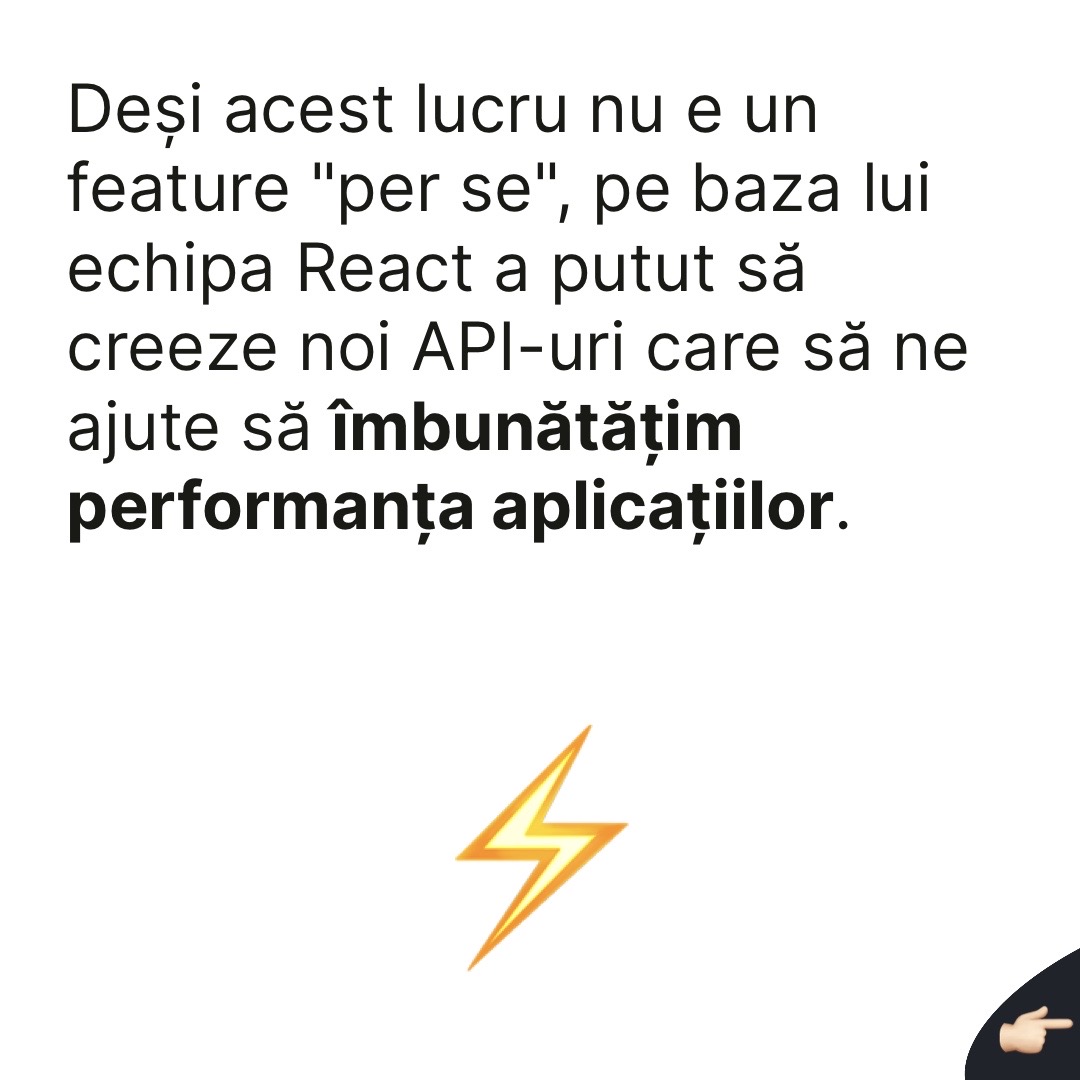 Deși acest lucru nu e un
feature "per se", pe baza lui
echipa React a putut să
creeze noi API-uri care să ne
ajute să îmbunătățim
performanța aplicațiilor.